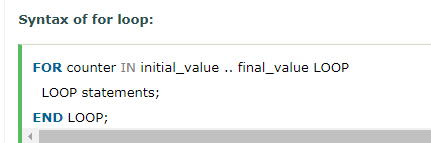 Syntax of for loop:
FOR counter IN initial_value .. final_value LOOP
LOOP statements;
END LOOP;